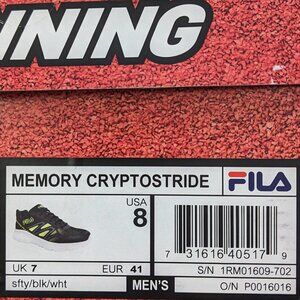 NING
MEMORY CRYPTOSTRIDE
FILA
USA
8
7 31616 40517 9
UK 7
EUR 41
S/N 1RM01609-702
sfty/blk/wht
MEN'S
O/N P0016016